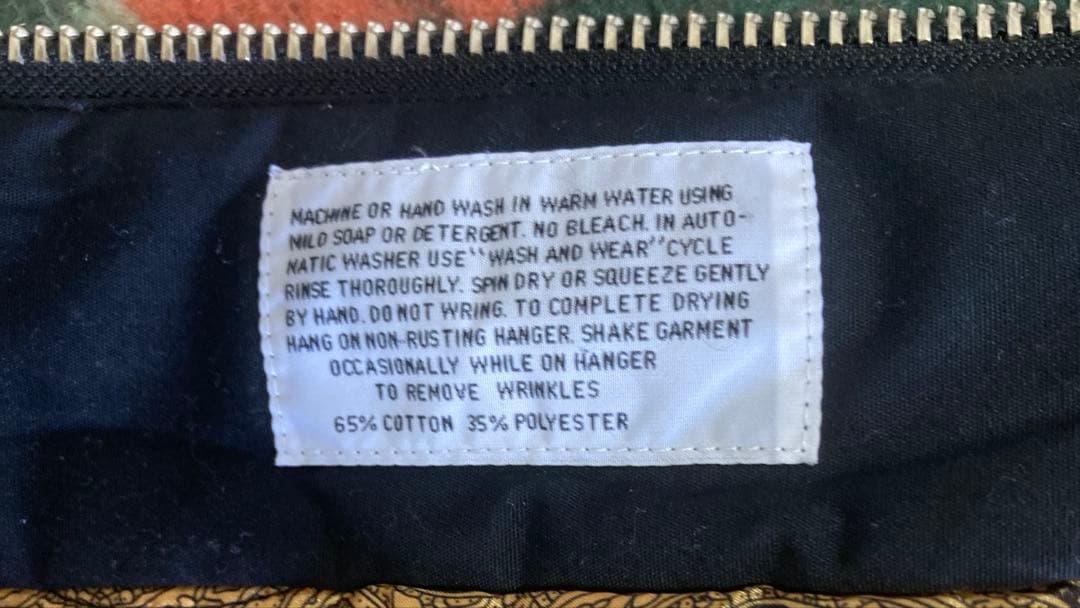 MACHINE OR HAND WASH IN WARM WATER USING
MILD SOAP OR DETERGENT. NO BLEACH. IN AUTO-
MATIC WASHER USE "WASH AND WEAR" CYCLE
RINSE THOROUGHLY. SPIN DRY OR SQUEEZE GENTLY
BY HAND. DO NOT WRING. TO COMPLETE DRYING
HANG ON NON-RUSTING HANGER. SHAKE GARMENT
OCCASIONALLY WHILE ON HANGER
TO REMOVE WRINKLES
65% COTTON 35% POLYESTER